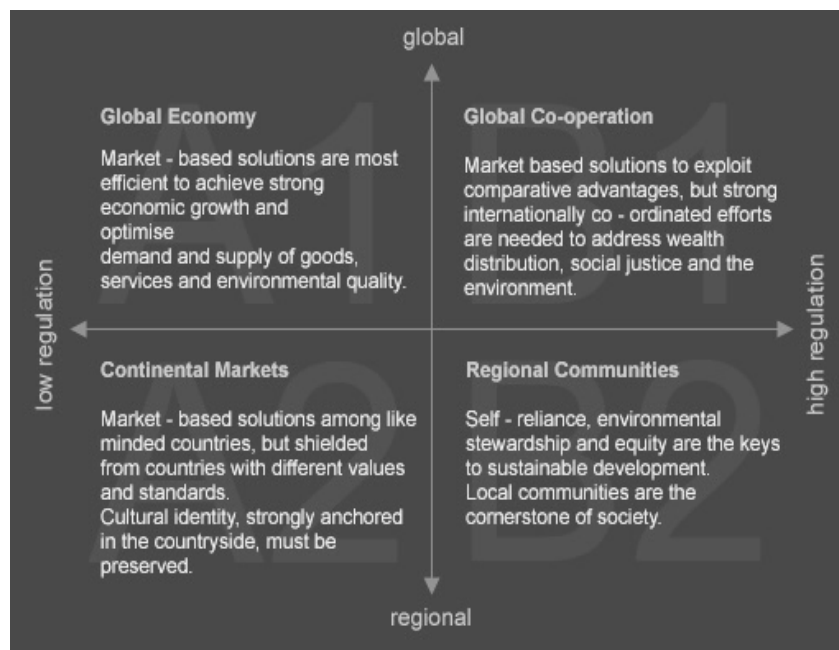 global
A1
Global Economy
Market - based solutions are most
efficient to achieve strong
economic growth and
optimise
demand and supply of goods,
services and environmental quality.
B1
Global Co-operation
Market based solutions to exploit
comparative advantages, but strong
internationally co - ordinated efforts
are needed to address wealth
distribution, social justice and the
environment.
low regulation
high regulation
A2
Continental Markets
Market - based solutions among like
minded countries, but shielded
from countries with different values
and standards.
Cultural identity, strongly anchored
in the countryside, must be
preserved.
B2
Regional Communities
Self - reliance, environmental
stewardship and equity are the keys
to sustainable development.
Local communities are the
cornerstone of society.
regional